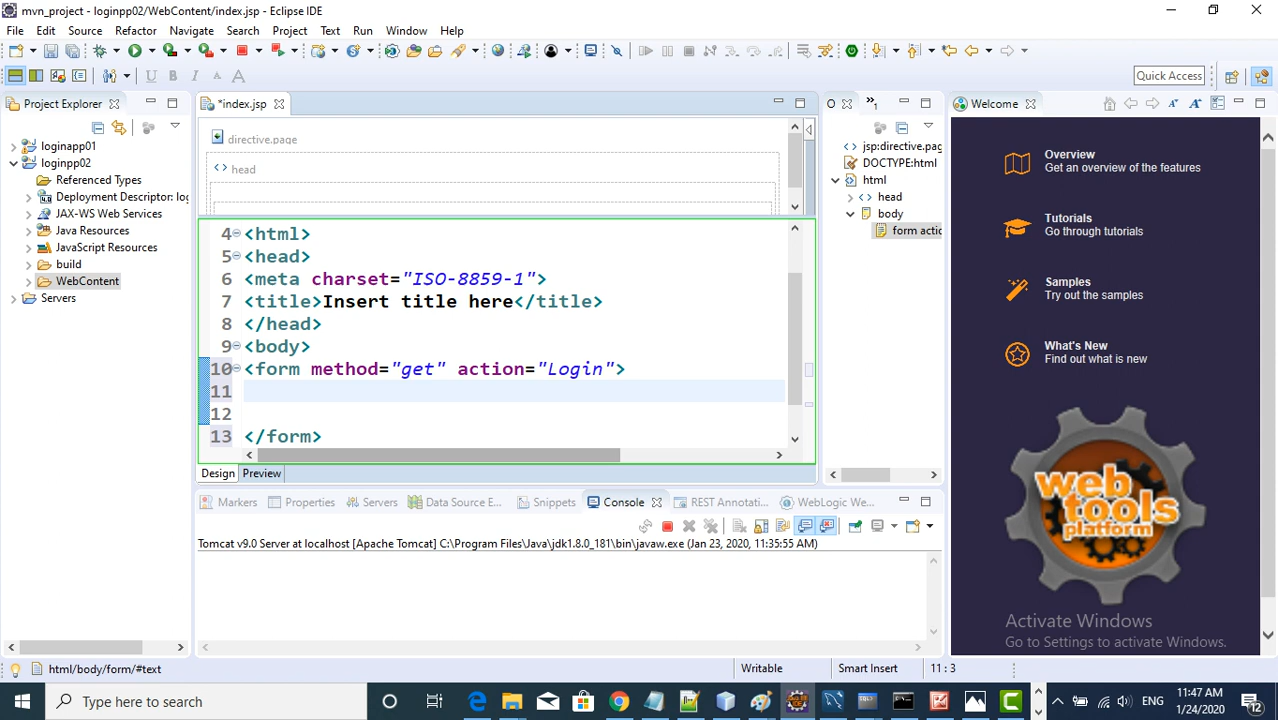 mvn_project - loginpp02/WebContent/index.jsp - Eclipse IDE
File Edit Source Refactor Navigate Search Project Text Run Window Help
Quick Access
Project Explorer
loginapp01
loginpp02
Referenced Types
Deployment Descriptor: log
JAX-WS Web Services
Java Resources
JavaScript Resources
build
WebContent
Servers
*index.jsp
directive.page
head
4 <html>
5 <head>
6 <meta charset="ISO-8859-1">
7 <title>Insert title here</title>
8 </head>
9 <body>
10 <form method="get" action="Login">
11
12
13 </form>
Design Preview
O
1
jsp:directive.pag
DOCTYPE:html
html
head
body
form actio
Welcome
Overview
Get an overview of the features
Tutorials
Go through tutorials
Samples
Try out the samples
What's New
Find out what is new
web tools platform
Activate Windows
Go to Settings to activate Windows.
Markers Properties Servers Data Source E... Snippets Console REST Annotati... WebLogic We...
Tomcat v9.0 Server at localhost [Apache Tomcat] C:\Program Files\Java\jdk1.8.0_181\bin\javaw.exe (Jan 23, 2020, 11:35:55 AM)
html/body/form/#text
Writable
Smart Insert
11 : 3
Type here to search
ENG
11:47 AM
1/24/2020
12